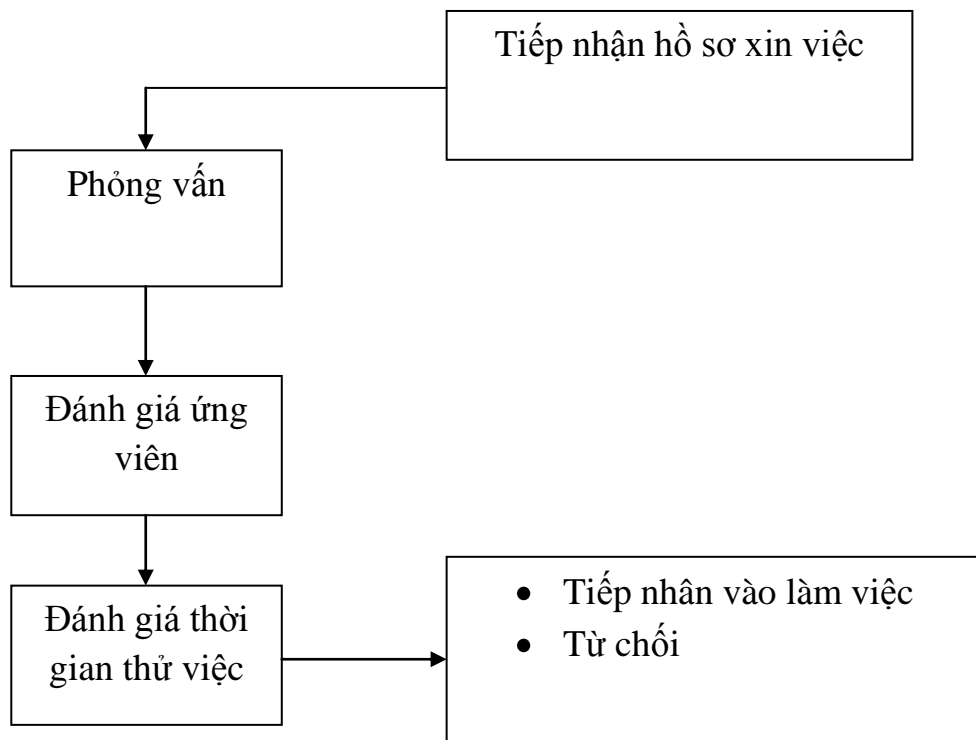 Tiếp nhận hồ sơ xin việc
Phỏng vấn
Đánh giá ứng
viên
Đánh giá thời
gian thử việc
• Tiếp nhân vào làm việc
• Từ chối